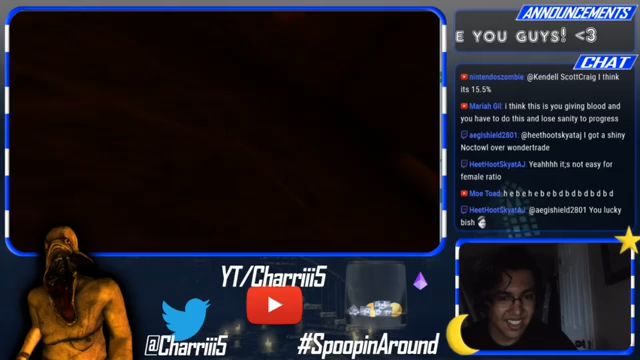 ANNOUNCEMENTS
E YOU GUYS! <3
CHAT
nintendoszombie: @Kendell ScottCraig I think
its 15.5%
Mariah Gil: i think this is you giving blood and
you have to do this and lose sanity to progress
aegishield2801: @heethootskyataj I got a shiny
Noctowl over wondertrade
HeetHootSkyatAJ: Yeahhhh it;s not easy for
female ratio
Moe Toad: h e b e h e b e b d b d b d b d b d
HeetHootSkyatAJ: @aegishield2801 You lucky
bish
YT/Charriii5
@Charriii5
#SpoopinAround